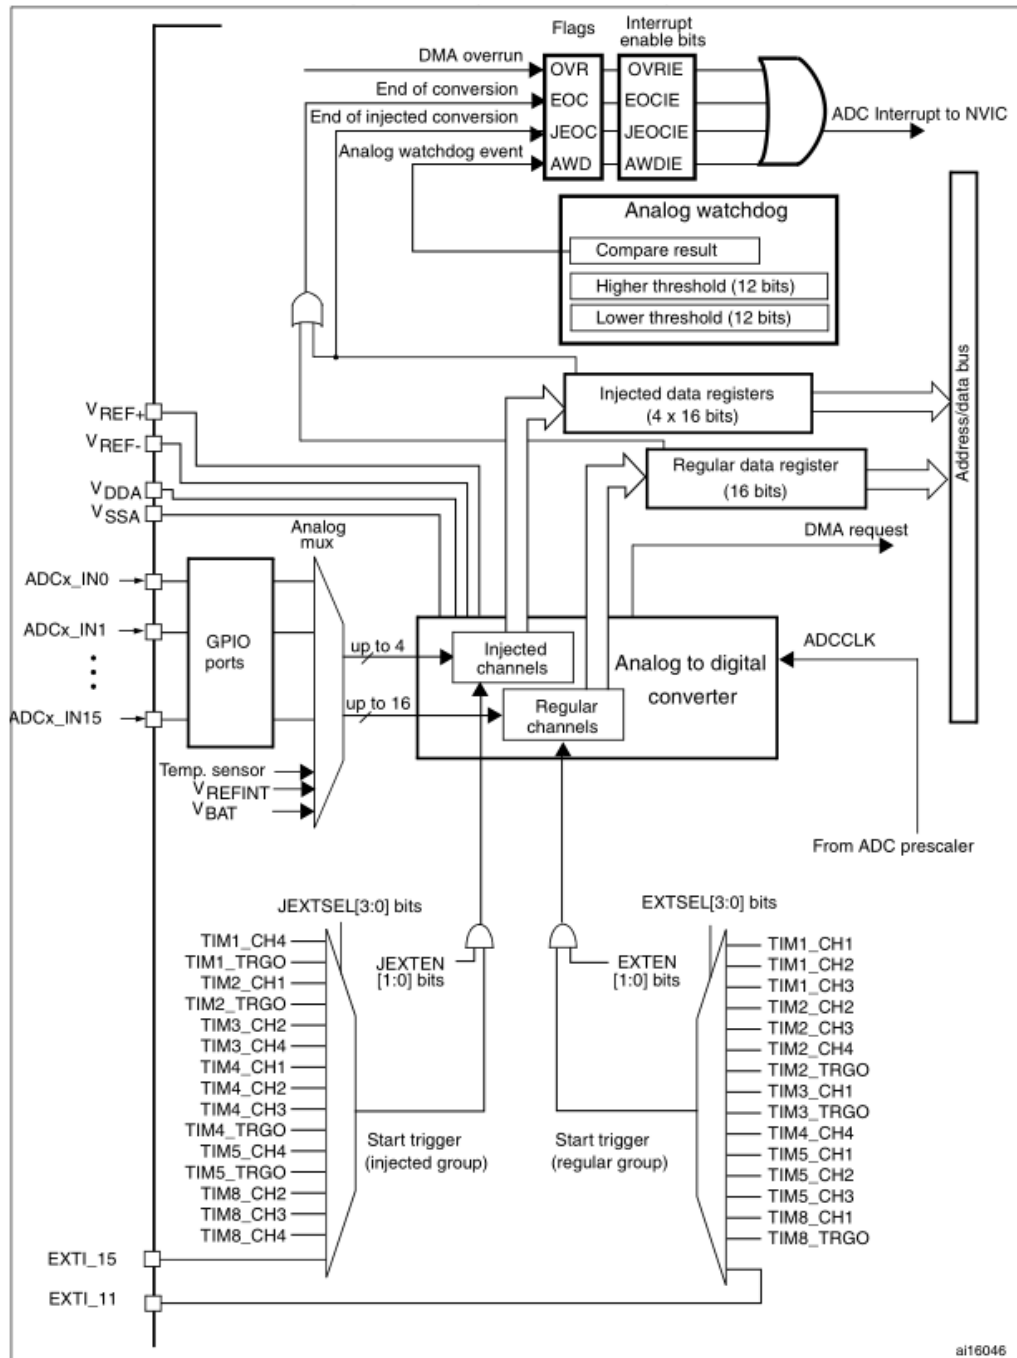 Flags
Interrupt
enable bits
DMA overrun
OVR
OVRIE
End of conversion
EOC
EOCIE
End of injected conversion
JEOC
JEOCIE
ADC Interrupt to NVIC
Analog watchdog event
AWD
AWDIE
Analog watchdog
Compare result
Higher threshold (12 bits)
Lower threshold (12 bits)
Address/data bus
Injected data registers
(4 x 16 bits)
VREF+
VREF-
Regular data register
(16 bits)
VDDA
VSSA
DMA request
Analog
mux
ADCx_IN0
ADCx_IN1
ADCx_IN15
GPIO
ports
up to 4
up to 16
Injected
channels
Regular
channels
Analog to digital
converter
ADCCLK
Temp. sensor
VREFINT
VBAT
From ADC prescaler
JEXTSEL[3:0] bits
EXTSEL[3:0] bits
JEXTEN
[1:0] bits
EXTEN
[1:0] bits
TIM1_CH4
TIM1_TRGO
TIM2_CH1
TIM2_TRGO
TIM3_CH2
TIM3_CH4
TIM4_CH1
TIM4_CH2
TIM4_CH3
TIM4_TRGO
TIM5_CH4
TIM5_TRGO
TIM8_CH2
TIM8_CH3
TIM8_CH4
Start trigger
(injected group)
Start trigger
(regular group)
TIM1_CH1
TIM1_CH2
TIM1_CH3
TIM2_CH2
TIM2_CH3
TIM2_CH4
TIM2_TRGO
TIM3_CH1
TIM3_TRGO
TIM4_CH4
TIM5_CH1
TIM5_CH2
TIM5_CH3
TIM8_CH1
TIM8_TRGO
EXTI_15
EXTI_11
ai16046